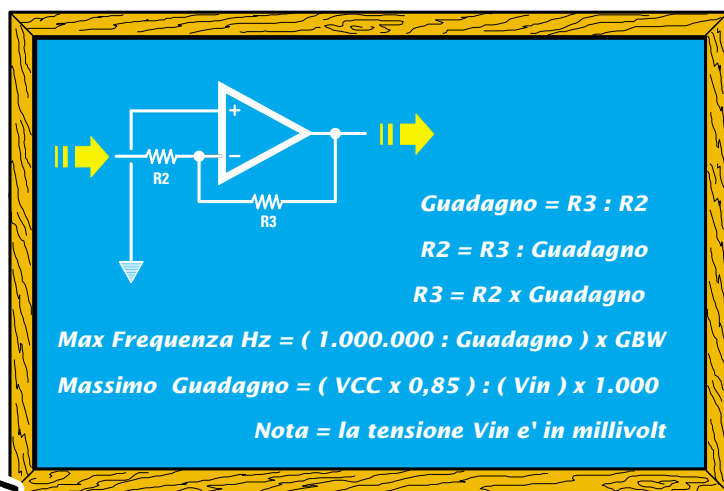 +
−
R2
R3
Guadagno = R3 : R2
R2 = R3 : Guadagno
R3 = R2 x Guadagno
Max Frequenza Hz = ( 1.000.000 : Guadagno ) x GBW
Massimo Guadagno = ( VCC x 0,85 ) : ( Vin ) x 1.000
Nota = la tensione Vin e' in millivolt